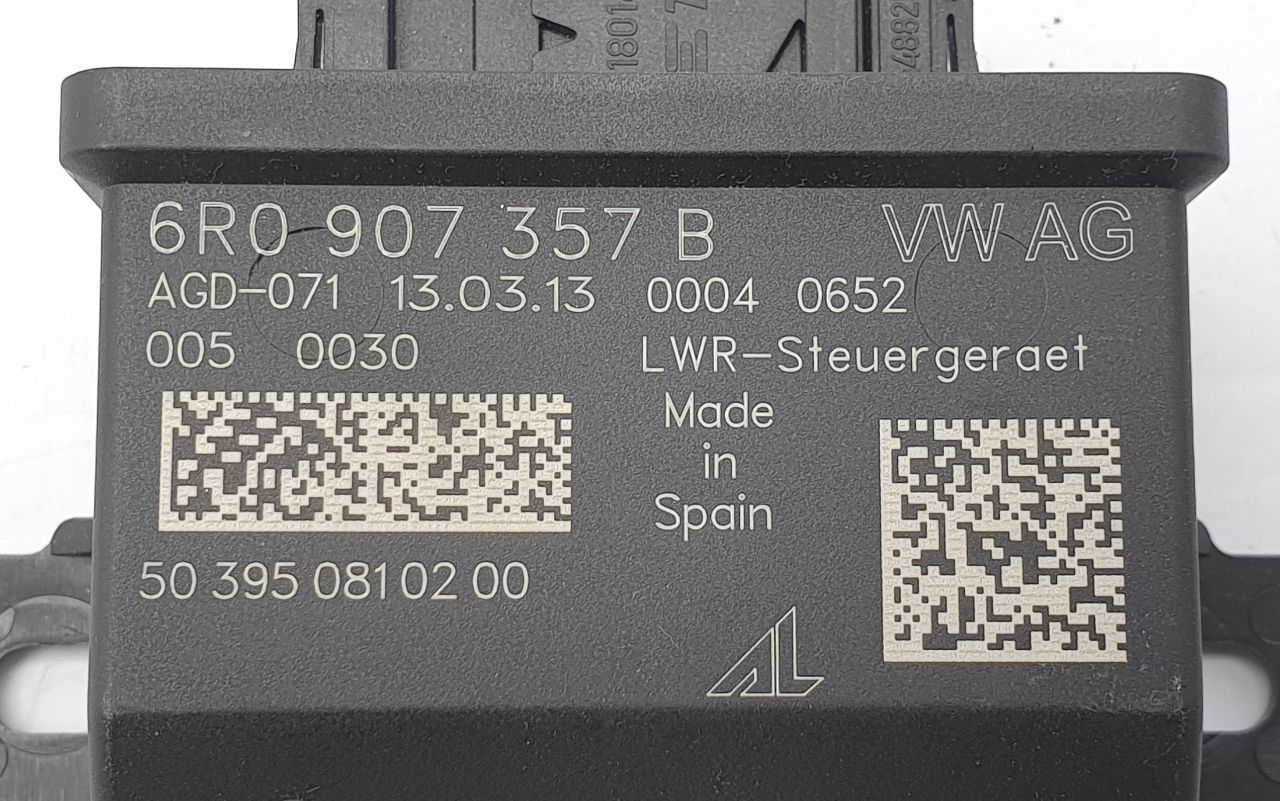 6R0 907 357 B VW AG
AGD-071 13.03.13 0004 0652
005 0030 LWR-Steuergeraet
Made
in
Spain
50 395 081 02 00
AL